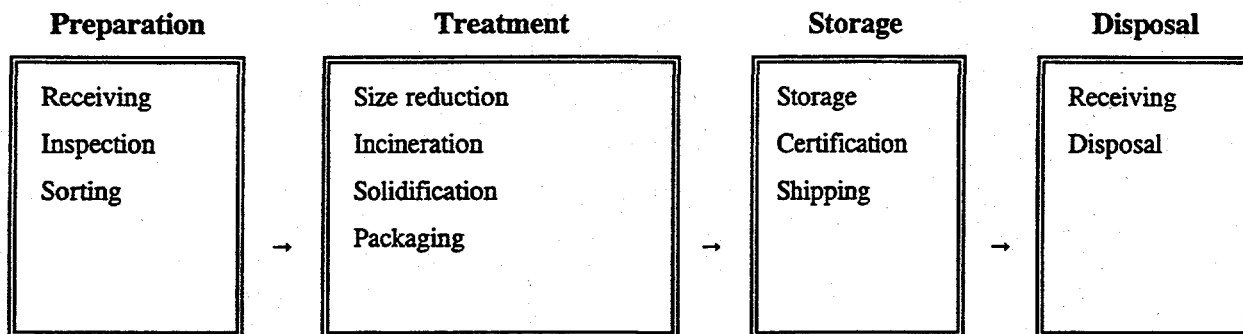 Preparation
Receiving
Inspection
Sorting
→
Treatment
Size reduction
Incineration
Solidification
Packaging
→
Storage
Storage
Certification
Shipping
→
Disposal
Receiving
Disposal